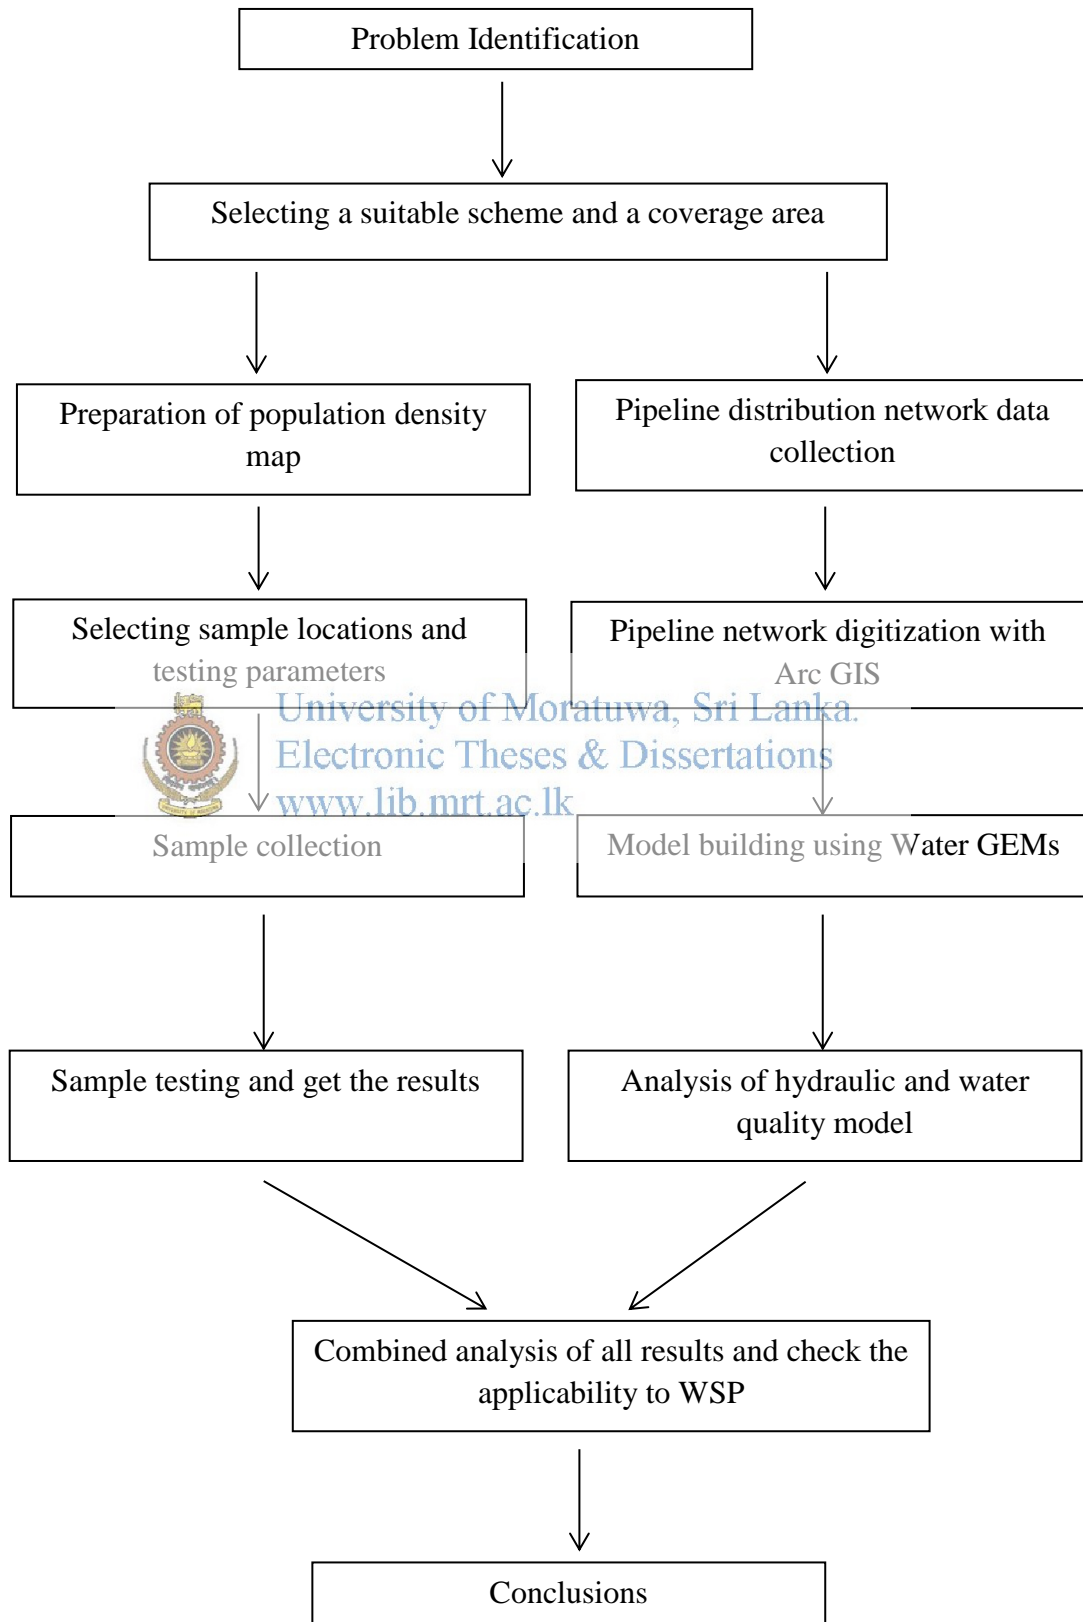 Problem Identification
Selecting a suitable scheme and a coverage area
Preparation of population density
map
Pipeline distribution network data
collection
Selecting sample locations and
testing parameters
Pipeline network digitization with
Arc GIS
University of Moratuwa, Sri Lanka.
Electronic Theses & Dissertations
www.lib.mrt.ac.lk
Sample collection
Model building using Water GEMs
Sample testing and get the results
Analysis of hydraulic and water
quality model
Combined analysis of all results and check the
applicability to WSP
Conclusions